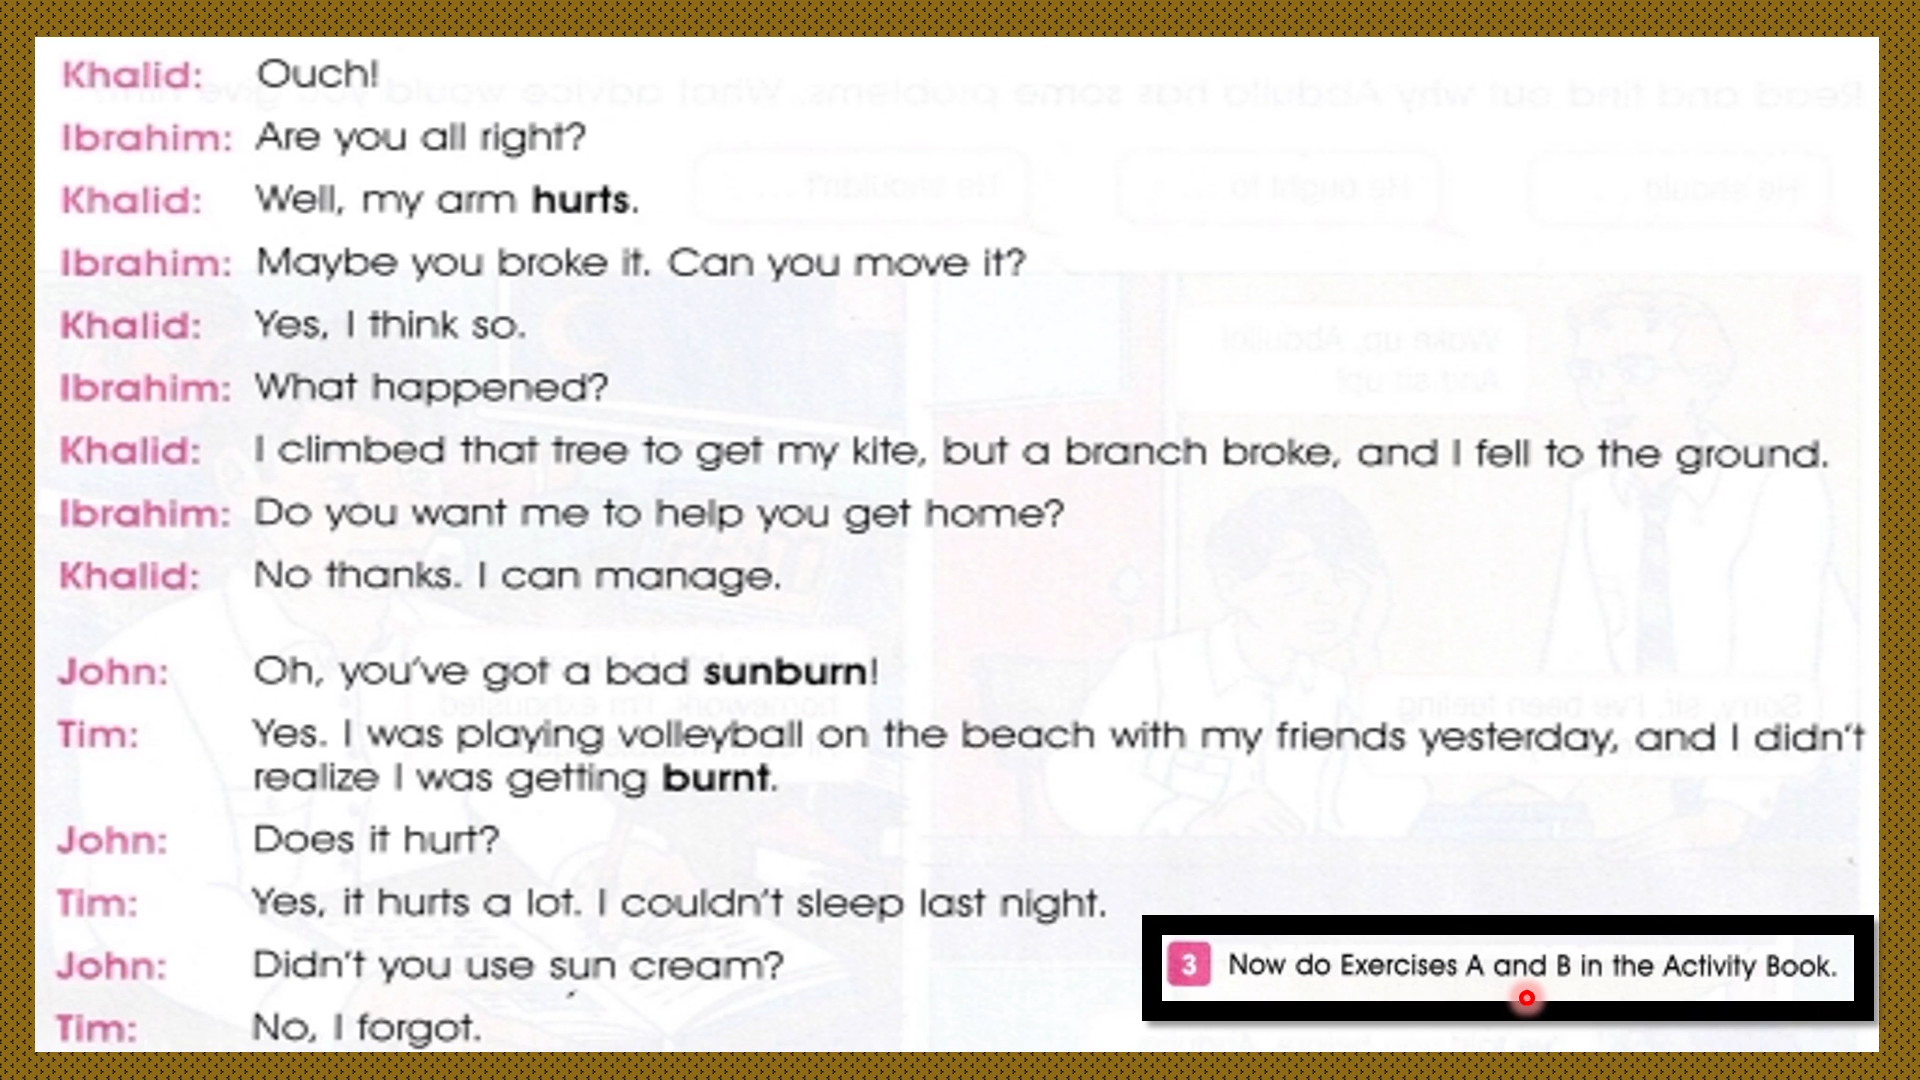 Khalid: Ouch!
Ibrahim: Are you all right?
Khalid: Well, my arm hurts.
Ibrahim: Maybe you broke it. Can you move it?
Khalid: Yes, I think so.
Ibrahim: What happened?
Khalid: I climbed that tree to get my kite, but a branch broke, and I fell to the ground.
Ibrahim: Do you want me to help you get home?
Khalid: No thanks. I can manage.
John: Oh, you've got a bad sunburn!
Tim: Yes. I was playing volleyball on the beach with my friends yesterday, and I didn't
realize I was getting burnt.
John: Does it hurt?
Tim: Yes, it hurts a lot. I couldn't sleep last night.
John: Didn't you use sun cream?
Tim: No, I forgot.
3 Now do Exercises A and B in the Activity Book.